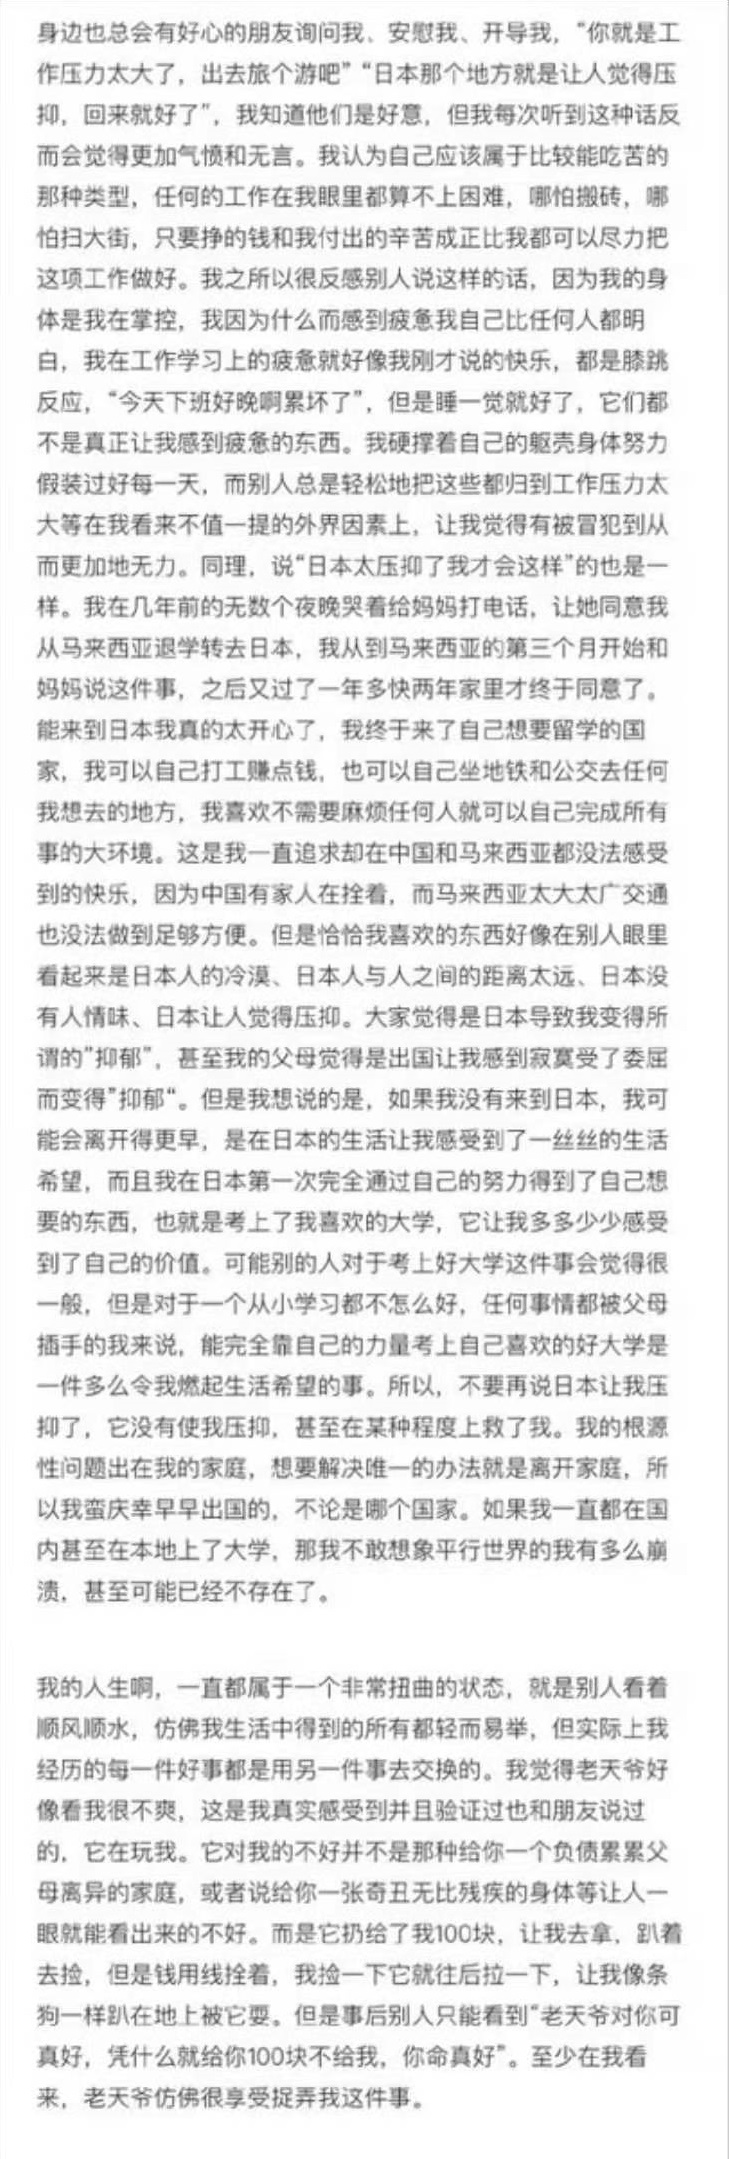 身边也总会有好心的朋友询问我、安慰我、开导我，“你就是工
作压力太大了，出去旅个游吧” “日本那个地方就是让人觉得压
抑，回来就好了”，我知道他们是好意，但我每次听到这种话反
而会觉得更加气愤和无言。我认为自己应该属于比较能吃苦的
那种类型，任何的工作在我眼里都算不上困难，哪怕搬砖，哪
怕扫大街，只要挣的钱和我付出的辛苦成正比我都可以尽力把
这项工作做好。我之所以很反感别人说这样的话，因为我的身
体是我在掌控，我因为什么而感到疲惫我自己比任何人都明
白，我在工作学习上的疲惫就好像我刚才说的快乐，都是膝跳
反应，“今天下班好晚啊累坏了”，但是睡一觉就好了，它们都
不是真正让我感到疲惫的东西。我硬撑着自己的躯壳身体努力
假装过好每一天，而别人总是轻松地把这些都归到工作压力太
大等在我看来不值一提的外界因素上，让我觉得有被冒犯到从
而更加地无力。同理，说“日本太压抑了我才会这样”的也是一
样。我在几年前的无数个夜晚哭着给妈妈打电话，让她同意我
从马来西亚退学转去日本，我从到马来西亚的第三个月开始和
妈妈说这件事，之后又过了一年多快两年家里才终于同意了。
能来到日本我真的太开心了，我终于来了自己想要留学的国
家，我可以自己打工赚点钱，也可以自己坐地铁和公交去任何
我想去的地方，我喜欢不需要麻烦任何人就可以自己完成所有
事的大环境。这是我一直追求却在中国和马来西亚都没法感受
到的快乐，因为中国有家人在拴着，而马来西亚太大太广交通
也没法做到足够方便。但是恰恰我喜欢的东西好像在别人眼里
看起来是日本人的冷漠、日本人与人之间的距离太远、日本没
有人情味、日本让人觉得压抑。大家觉得是日本导致我变得所
谓的”抑郁”，甚至我的父母觉得是出国让我感到寂寞受了委屈
而变得”抑郁“。但是我想说的是，如果我没有来到日本，我可
能会离开得更早，是在日本的生活让我感受到了一丝丝的生活
希望，而且我在日本第一次完全通过自己的努力得到了自己想
要的东西，也就是考上了我喜欢的大学，它让我多多少少感受
到了自己的价值。可能别的人对于考上好大学这件事会觉得很
一般，但是对于一个从小学习都不怎么好，任何事情都被父母
插手的我来说，能完全靠自己的力量考上自己喜欢的好大学是
一件多么令我燃起生活希望的事。所以，不要再说日本让我压
抑了，它没有使我压抑，甚至在某种程度上救了我。我的根源
性问题出在我的家庭，想要解决唯一的办法就是离开家庭，所
以我蛮庆幸早早出国的，不论是哪个国家。如果我一直都在国
内甚至在本地上了大学，那我不敢想象平行世界的我有多么崩
溃，甚至可能已经不存在了。
我的人生啊，一直都属于一个非常扭曲的状态，就是别人看着
顺风顺水，仿佛我生活中得到的所有都轻而易举，但实际上我
经历的每一件好事都是用另一件事去交换的。我觉得老天爷好
像看我很不爽，这是我真实感受到并且验证过也和朋友说过
的，它在玩我。它对我的不好并不是那种给你一个负债累累父
母离异的家庭，或者说给你一张奇丑无比残疾的身体等让人一
眼就能看出来的不好。而是它扔给了我100块，让我去拿，趴着
去捡，但是钱用线拴着，我捡一下它就往后拉一下，让我像条
狗一样趴在地上被它耍。但是事后别人只能看到“老天爷对你可
真好，凭什么就给你100块不给我，你命真好”。至少在我看
来，老天爷仿佛很享受捉弄我这件事。